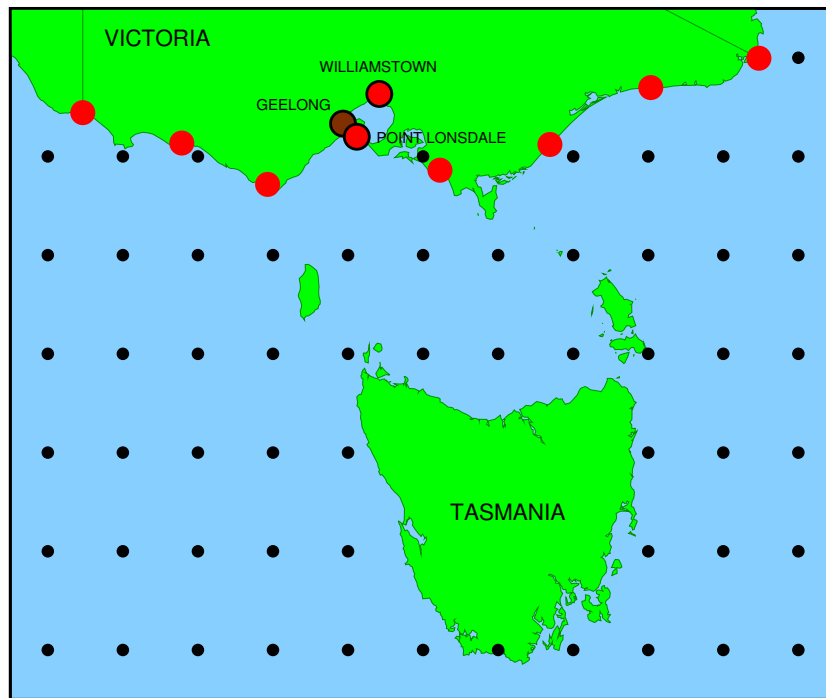 VICTORIA
WILLIAMSTOWN
GEELONG
POINT LONSDALE
TASMANIA